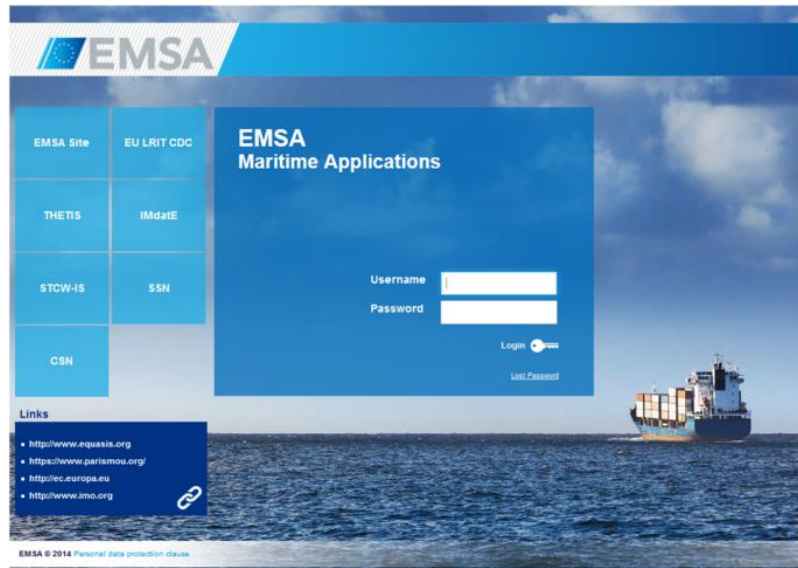 EMSA
EMSA Site
EU LRIT CDC
THETIS
IMdatE
STCW-IS
SSN
CSN
EMSA
Maritime Applications
Username
Password
Login
Lost Password
Links
http://www.equasis.org
https://www.parismou.org/
http://ec.europa.eu
http://www.imo.org
EMSA © 2014 Personal data protection clause